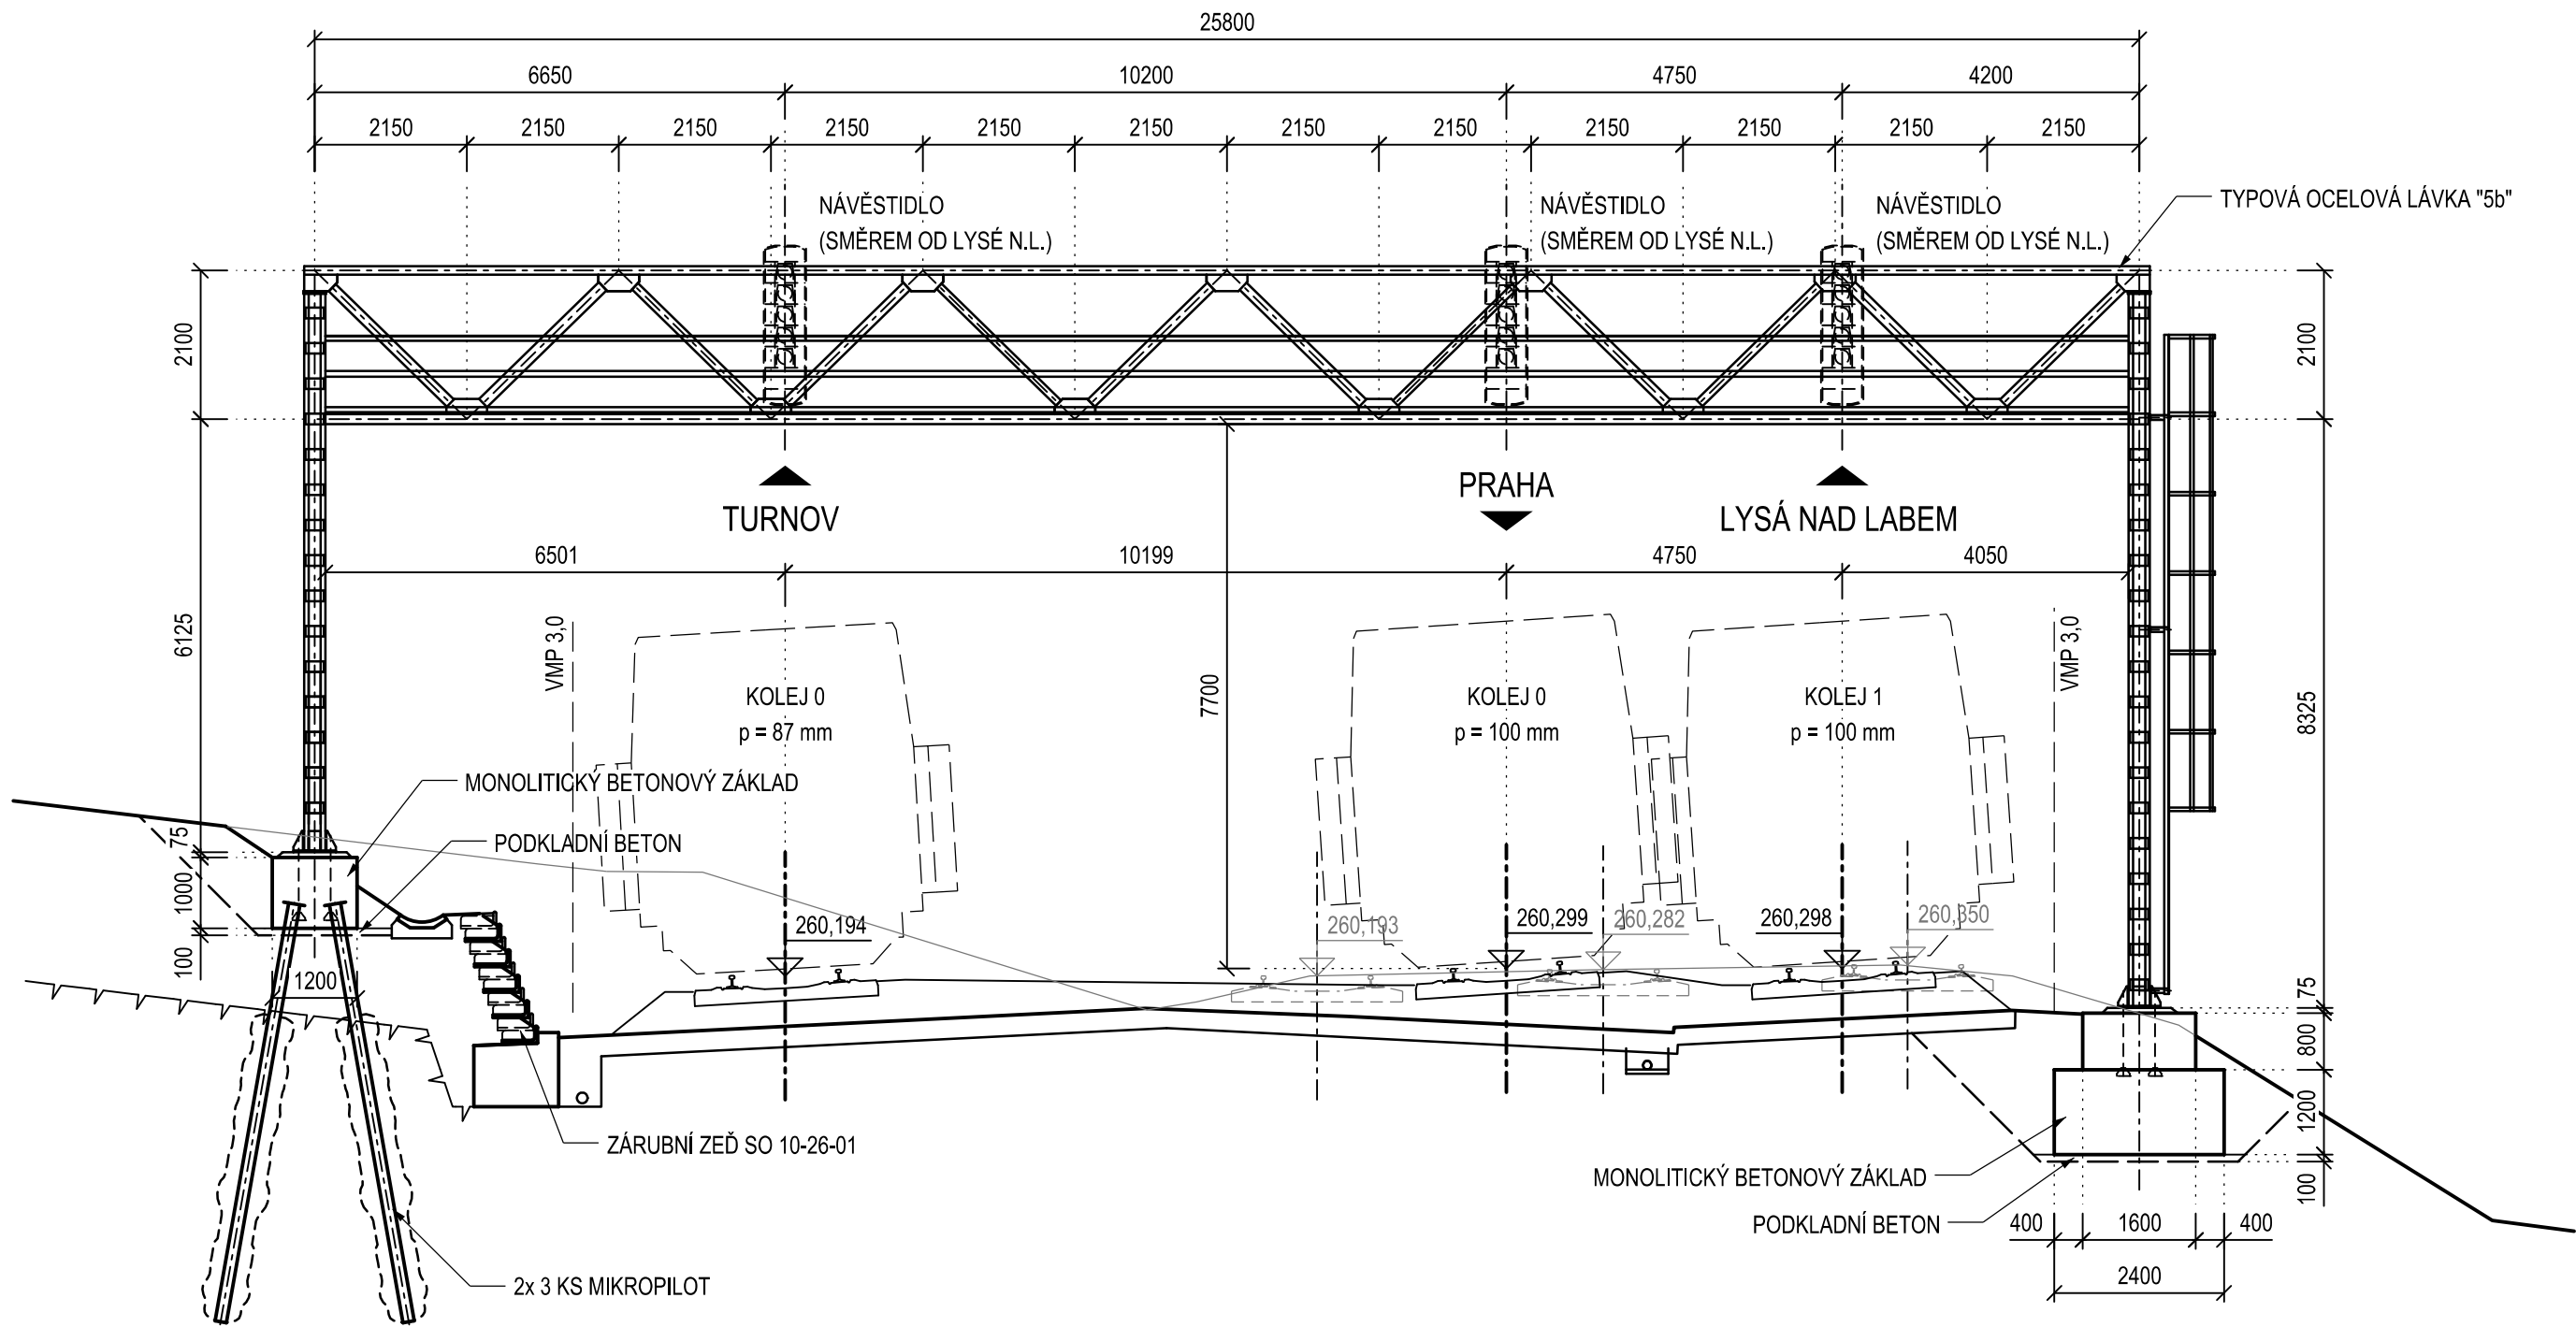 25800
6650 10200 4750 4200
2150 2150 2150 2150 2150 2150 2150 2150 2150 2150 2150 2150
NÁVĚSTIDLO
(SMĚREM OD LYSÉ N.L.)
NÁVĚSTIDLO
(SMĚREM OD LYSÉ N.L.)
NÁVĚSTIDLO
(SMĚREM OD LYSÉ N.L.)
TYPOVÁ OCELOVÁ LÁVKA "5b"
2100
2100
TURNOV
PRAHA
LYSÁ NAD LABEM
6501 10199 4750 4050
6125
VMP 3,0
KOLEJ 0
p = 87 mm
7700
KOLEJ 0
p = 100 mm
KOLEJ 1
p = 100 mm
VMP 3,0
8325
MONOLITICKÝ BETONOVÝ ZÁKLAD
PODKLADNÍ BETON
75
1000
100
1200
260,194
260,193
260,299
260,282
260,298
260,350
75
800
1200
100
ZÁRUBNÍ ZEĎ SO 10-26-01
MONOLITICKÝ BETONOVÝ ZÁKLAD
PODKLADNÍ BETON
400 1600 400
2400
2x 3 KS MIKROPILOT